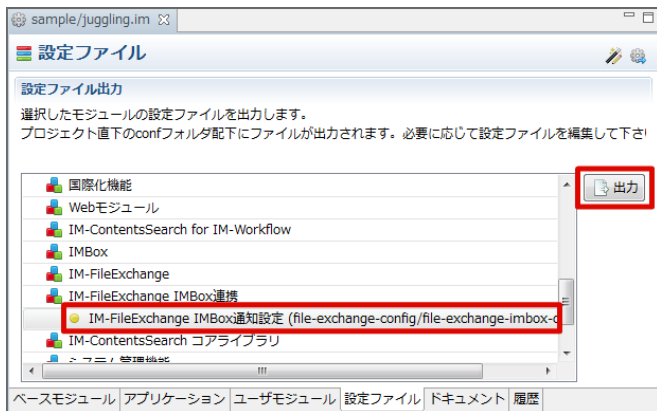 sample/juggling.im
設定ファイル
設定ファイル出力
選択したモジュールの設定ファイルを出力します。
プロジェクト直下のconfフォルダ配下にファイルが出力されます。必要に応じて設定ファイルを編集して下さい
国際化機能
出力
Webモジュール
IM-ContentsSearch for IM-Workflow
IMBox
IM-FileExchange
IM-FileExchange IMBox連携
IM-FileExchange IMBox通知設定 (file-exchange-config/file-exchange-imbox-c
IM-ContentsSearch コアライブラリ
システム管理機能
ベースモジュール アプリケーション ユーザモジュール 設定ファイル ドキュメント 履歴